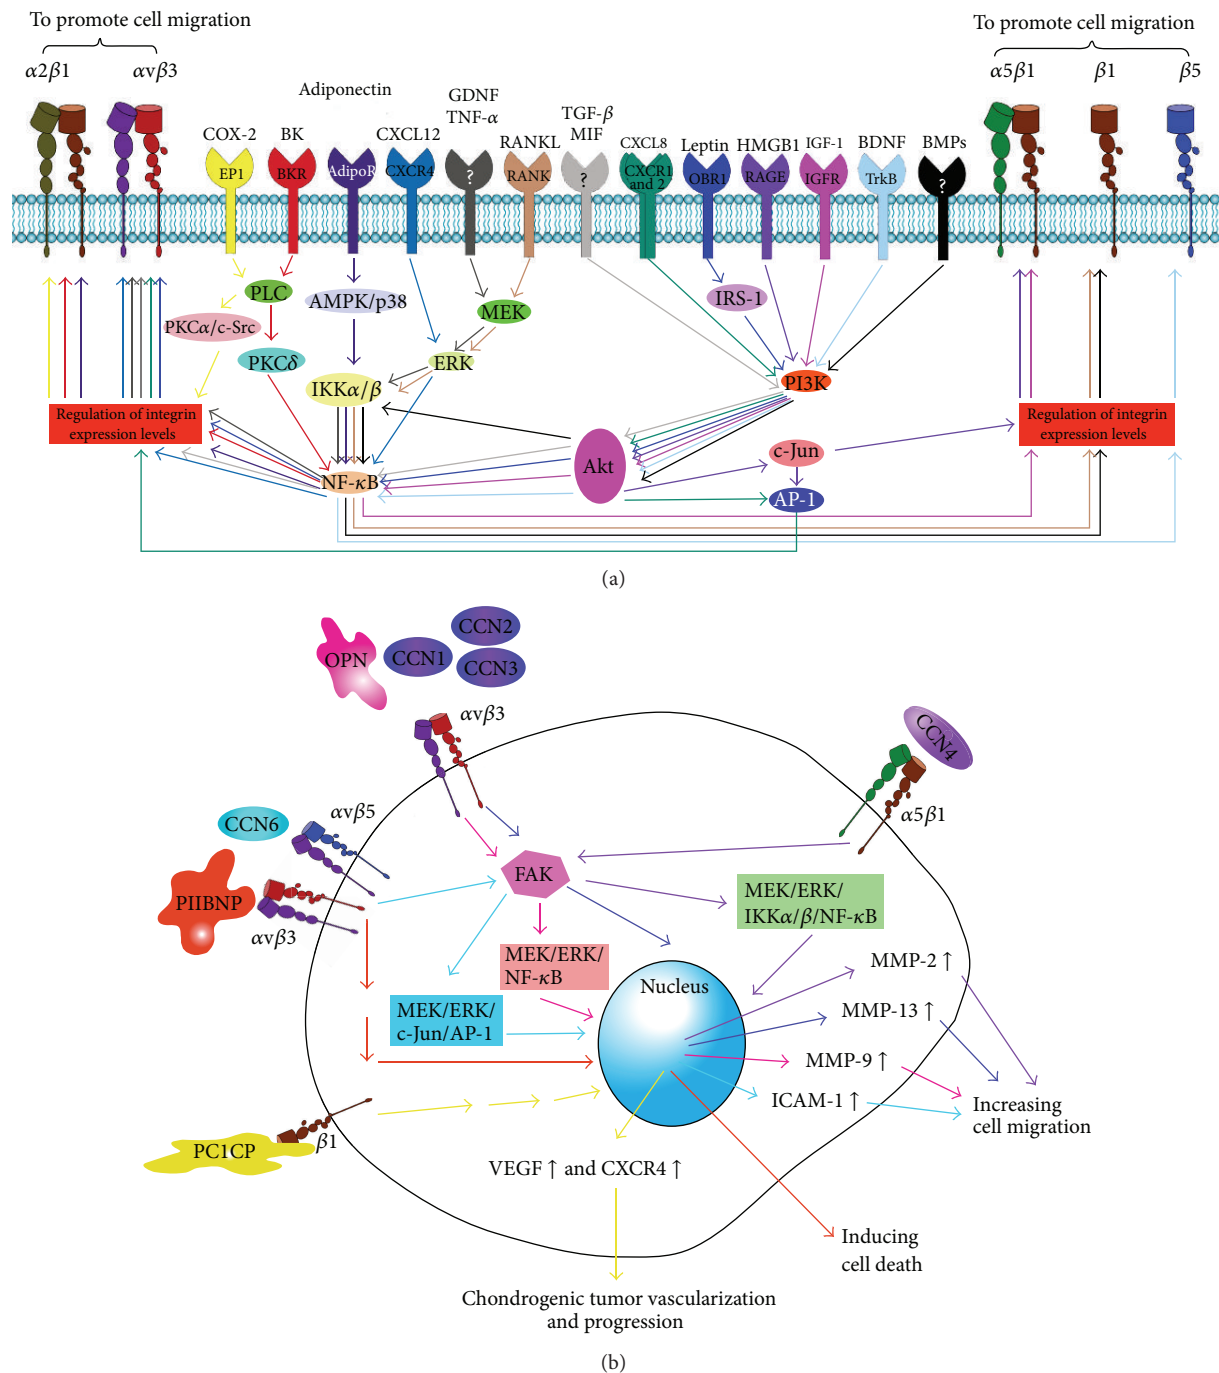 To promote cell migration
To promote cell migration
α2β1
αvβ3
α5β1
β1
β5
Adiponectin
GDNF
TNF-α
TGF-β
MIF
COX-2
BK
CXCL12
RANKL
CXCL8
Leptin
HMGB1
IGF-1
BDNF
BMPs
EP1
BKR
AdipoR
CXCR4
?
RANK
?
CXCR1
and 2
OBR1
RAGE
IGFR
TrkB
?
PLC
AMPK/p38
MEK
IRS-1
PKCα/c-Src
PKCδ
ERK
IKKα/β
PI3K
Regulation of integrin
expression levels
Regulation of integrin
expression levels
Akt
c-Jun
NF-κB
AP-1
(a)
OPN
CCN1
CCN2
CCN3
αvβ3
CCN4
α5β1
αvβ5
CCN6
PIIBNP
αvβ3
FAK
MEK/ERK/
IKKα/β/NF-κB
MEK/ERK/
NF-κB
MEK/ERK/
c-Jun/AP-1
Nucleus
MMP-2 ↑
MMP-13 ↑
MMP-9 ↑
ICAM-1 ↑
Increasing
cell migration
PC1CP
β1
VEGF ↑ and CXCR4 ↑
Inducing
cell death
Chondrogenic tumor vascularization
and progression
(b)